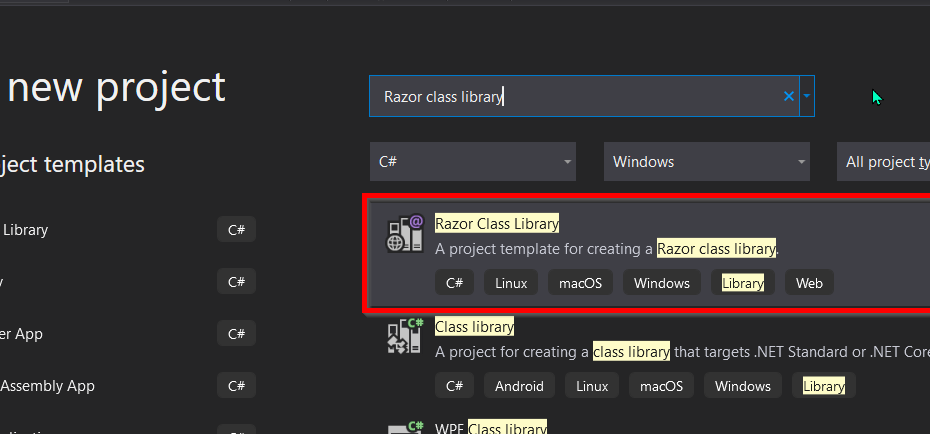 new project
Razor class library
ject templates
C#
Windows
All project ty
Library C#
Razor Class Library
A project template for creating a Razor class library.
C# Linux macOS Windows Library Web
y C#
er App C#
Class library
A project for creating a class library that targets .NET Standard or .NET Core
C# Android Linux macOS Windows Library
Assembly App C#
WPF Class library